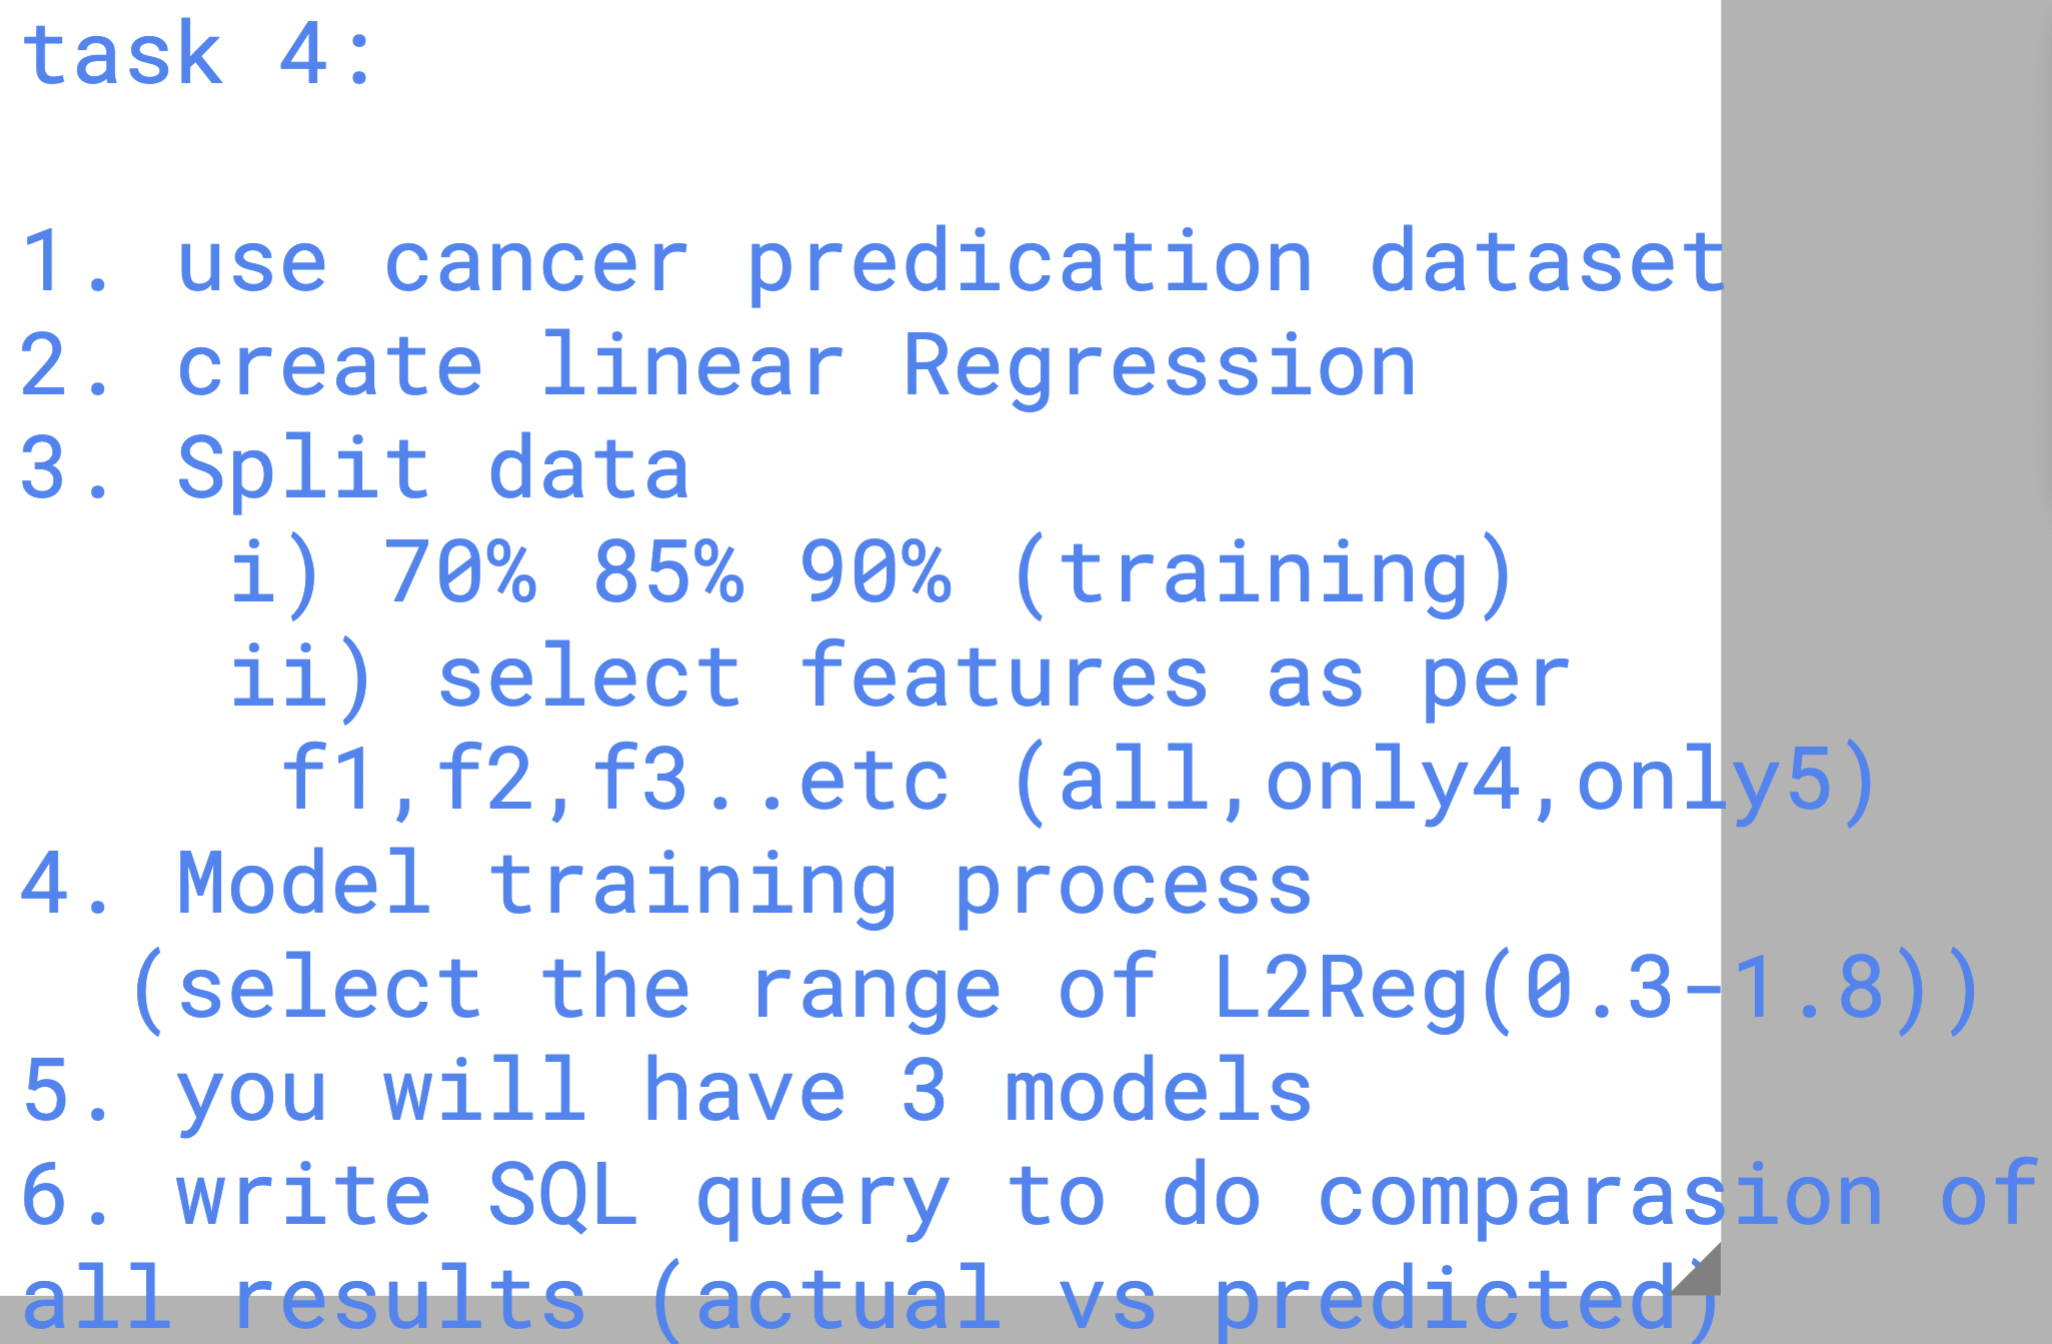 task 4:
1. use cancer predication dataset
2. create linear Regression
3. Split data
i) 70% 85% 90% (training)
ii) select features as per
f1,f2,f3..etc (all,only4,only5)
4. Model training process
(select the range of L2Reg(0.3-1.8))
5. you will have 3 models
6. write SQL query to do comparasion of
all results (actual vs predicted)